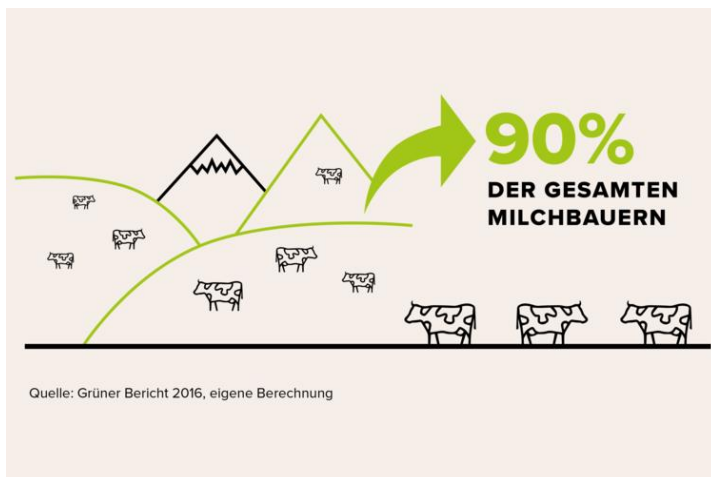 90%
DER GESAMTEN
MILCHBAUERN
Quelle: Grüner Bericht 2016, eigene Berechnung